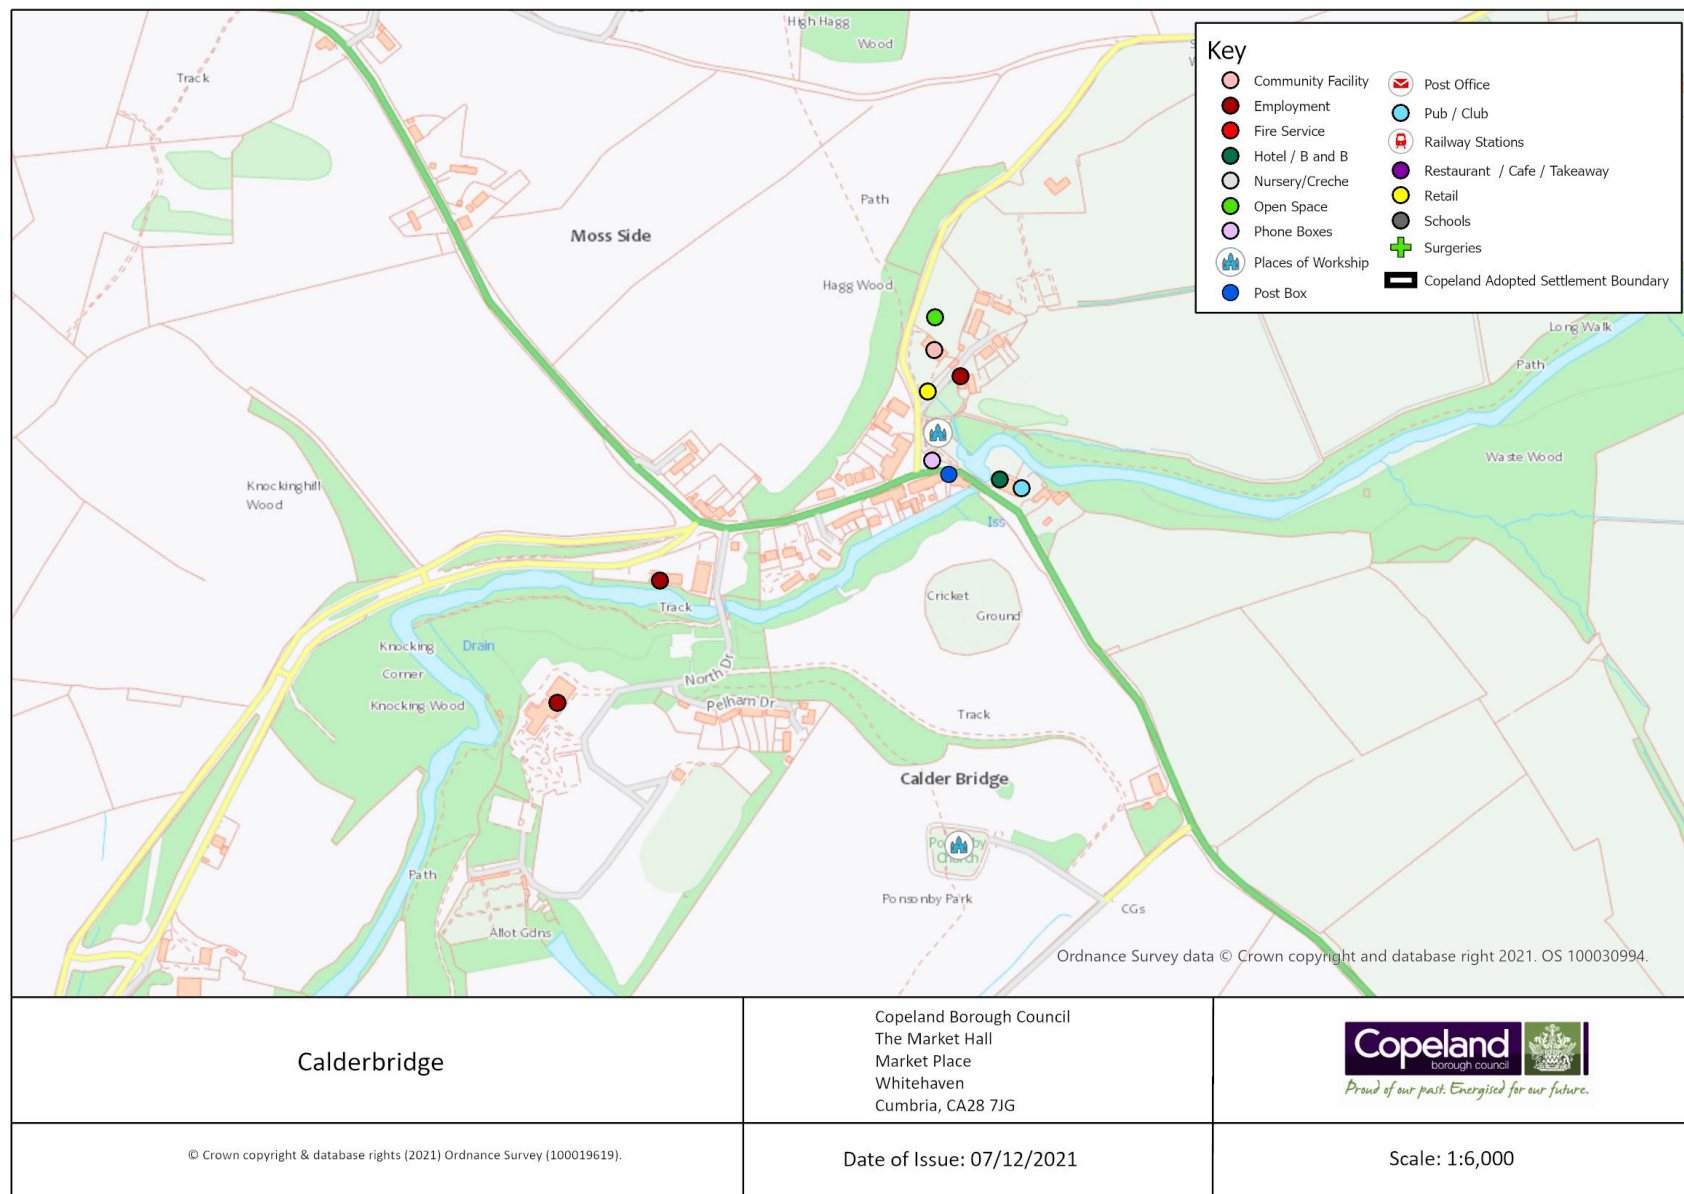 High Hagg
Wood
Track
Key
Community Facility
Employment
Fire Service
Hotel / B and B
Nursery/Creche
Open Space
Phone Boxes
Places of Workship
Post Box
Post Office
Pub / Club
Railway Stations
Restaurant / Cafe / Takeaway
Retail
Schools
Surgeries
Copeland Adopted Settlement Boundary
Path
Moss Side
Hagg Wood
Long Walk
Path
Waste Wood
Knockinghill
Wood
Iss
Cricket
Ground
Track
Knocking
Corner
Drain
Knocking Wood
North Dr
Pelham Dr
Track
Calder Bridge
Church
Path
Ponsonby Park
CGs
Allot Gdns
Ordnance Survey data © Crown copyright and database right 2021. OS 100030994.
Calderbridge
Copeland Borough Council
The Market Hall
Market Place
Whitehaven
Cumbria, CA28 7JG
Copeland
borough council
Proud of our past. Energised for our future.
© Crown copyright & database rights (2021) Ordnance Survey (100019619).
Date of Issue: 07/12/2021
Scale: 1:6,000